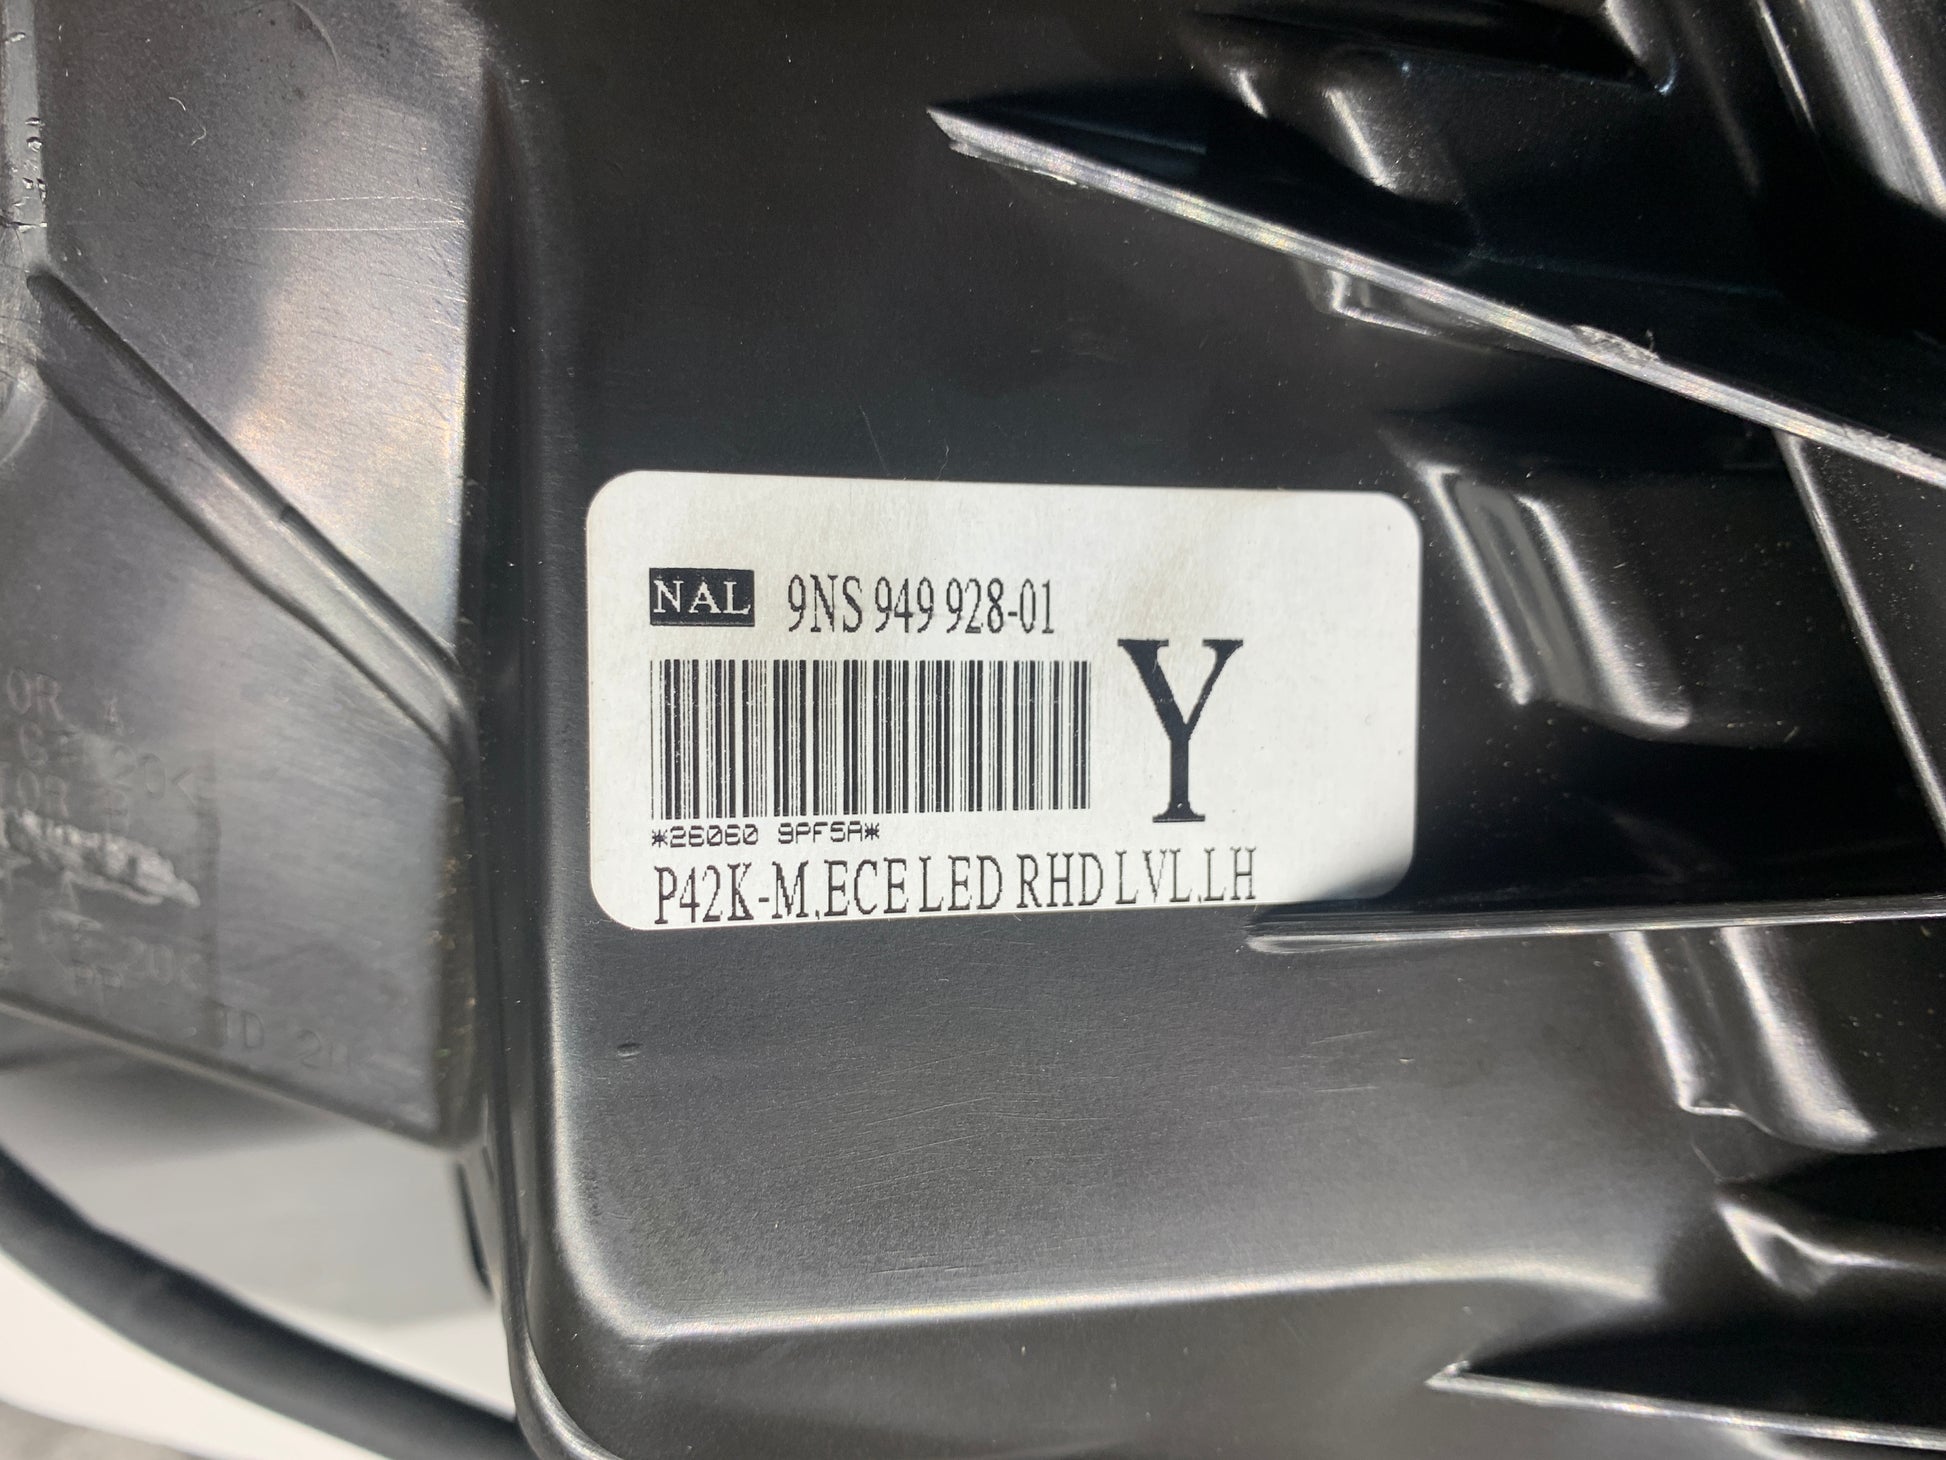 NAL 9NS 949 928-01
Y
*26060 9PF5A*
P42K-M,ECE LED RHD LVL,LH